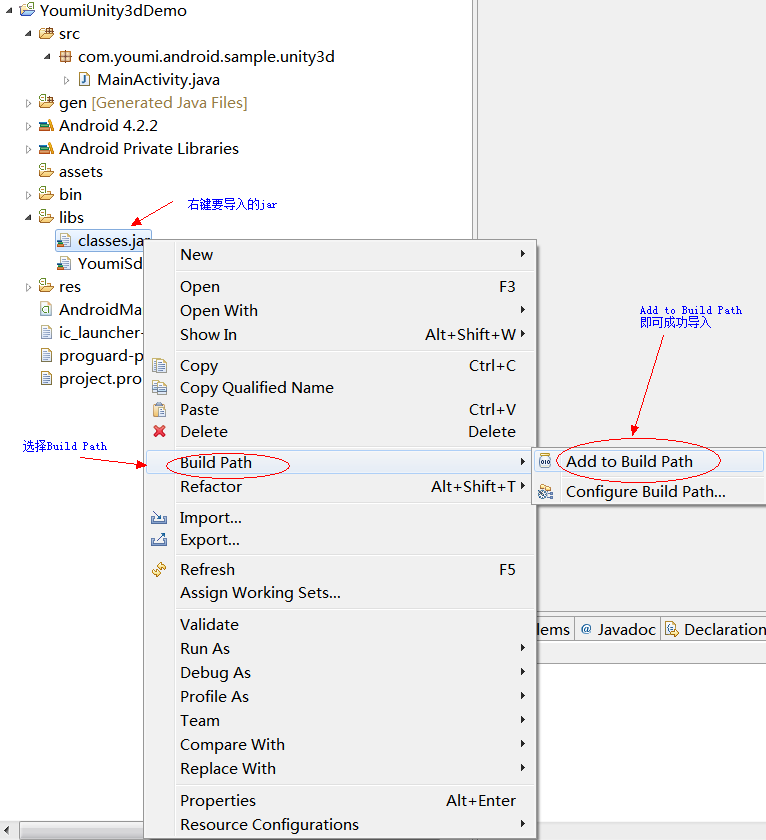 YoumiUnity3dDemo
src
com.youmi.android.sample.unity3d
MainActivity.java
gen [Generated Java Files]
Android 4.2.2
Android Private Libraries
assets
bin
右键要导入的jar
libs
classes.jar
YoumiSd
res
AndroidMa
ic_launcher-
proguard-p
project.pro
选择Build Path
New
Open F3
Open With
Show In Alt+Shift+W
Copy Ctrl+C
Copy Qualified Name
Paste Ctrl+V
Delete Delete
Build Path
Refactor Alt+Shift+T
Import...
Export...
Refresh F5
Assign Working Sets...
Validate
Run As
Debug As
Profile As
Team
Compare With
Replace With
Properties Alt+Enter
Resource Configurations
Add to Build Path
即可成功导入
Add to Build Path
Configure Build Path...
lems @ Javadoc Declaration